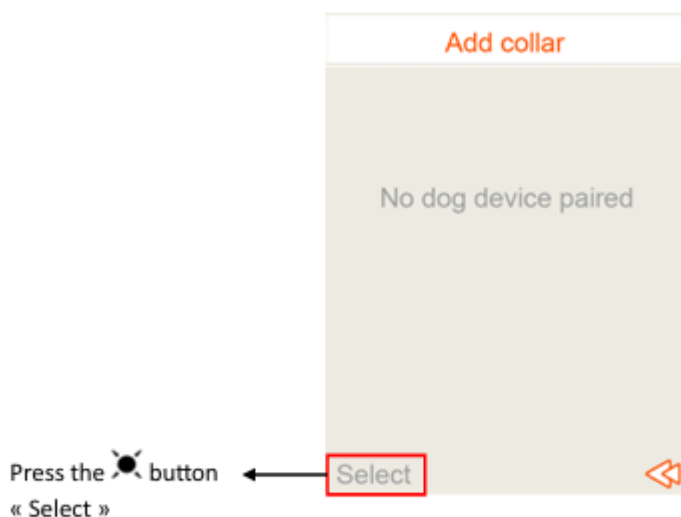 Add collar
No dog device paired
Select
Press the button
« Select »